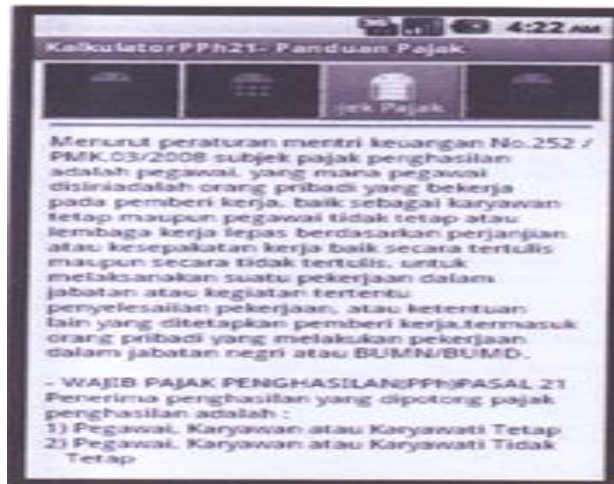 3G 4:22 AM
KalkulatorPPh21- Panduan Pajak
jek Pajak
Menurut peraturan mentri keuangan No.252 /
PMK.03/2008 subjek pajak penghasilan
adalah pegawai, yang mana pegawai
disiniadalah orang pribadi yang bekerja
pada pemberi kerja, baik sebagai karyawan
tetap maupun pegawai tidak tetap atau
lembaga kerja lepas berdasarkan perjanjian
atau kesepakatan kerja baik secara tertulis
maupun secara tidak tertulis, untuk
melaksanakan suatu pekerjaan dalam
jabatan atau kegiatan tertentu
penyelesaiian pekerjaan, atau ketentuan
lain yang ditetapkan pemberi kerja,termasuk
orang pribadi yang melakukan pekerjaan
dalam jabatan negri atau BUMN/BUMD.
- WAJIB PAJAK PENGHASILAN(PPh)PASAL 21
Penerima penghasilan yang dipotong pajak
penghasilan adalah :
1) Pegawai, Karyawan atau Karyawati Tetap
2) Pegawai, Karyawan atau Karyawati Tidak
Tetap